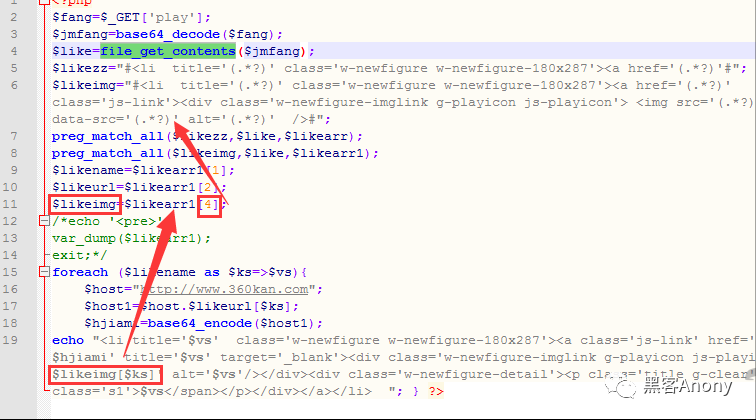 1 <?php
2 $fang=$_GET['play'];
3 $jmfang=base64_decode($fang);
4 $like=file_get_contents($jmfang);
5 $likezz="#<li  title='(.*?)' class='w-newfigure w-newfigure-180x287'><a href='(.*?)'#";
6 $likeimg="#<li  title='(.*?)' class='w-newfigure w-newfigure-180x287'><a href='(.*?)'
class='js-link'><div class='w-newfigure-imglink g-playicon js-playicon'> <img src='(.*?)'
data-src='(.*?)' alt='(.*?)'  />#";
7 preg_match_all($likezz,$like,$likearr);
8 preg_match_all($likeimg,$like,$likearr1);
9 $likename=$likearr1[1];
10 $likeurl=$likearr1[2];
11 $likeimg=$likearr1[4];
12 /*echo '<pre>'
13 var_dump($likearr1);
14 exit;*/
15 foreach ($likename as $ks=>$vs){
16 $host="http://www.360kan.com";
17 $host1=$host.$likeurl[$ks];
18 $hjiami=base64_encode($host1);
19 echo "<li title='$vs'  class='w-newfigure w-newfigure-180x287'><a class='js-link' href='
$hjiami' title='$vs' target='_blank'><div class='w-newfigure-imglink g-playicon js-playicon
$likeimg[$ks]' alt='$vs'/></div><div class='w-newfigure-detail'><p class='title g-clear
class='s1'>$vs</span></p></div></a></li>  "; } ?>
黑客Anony